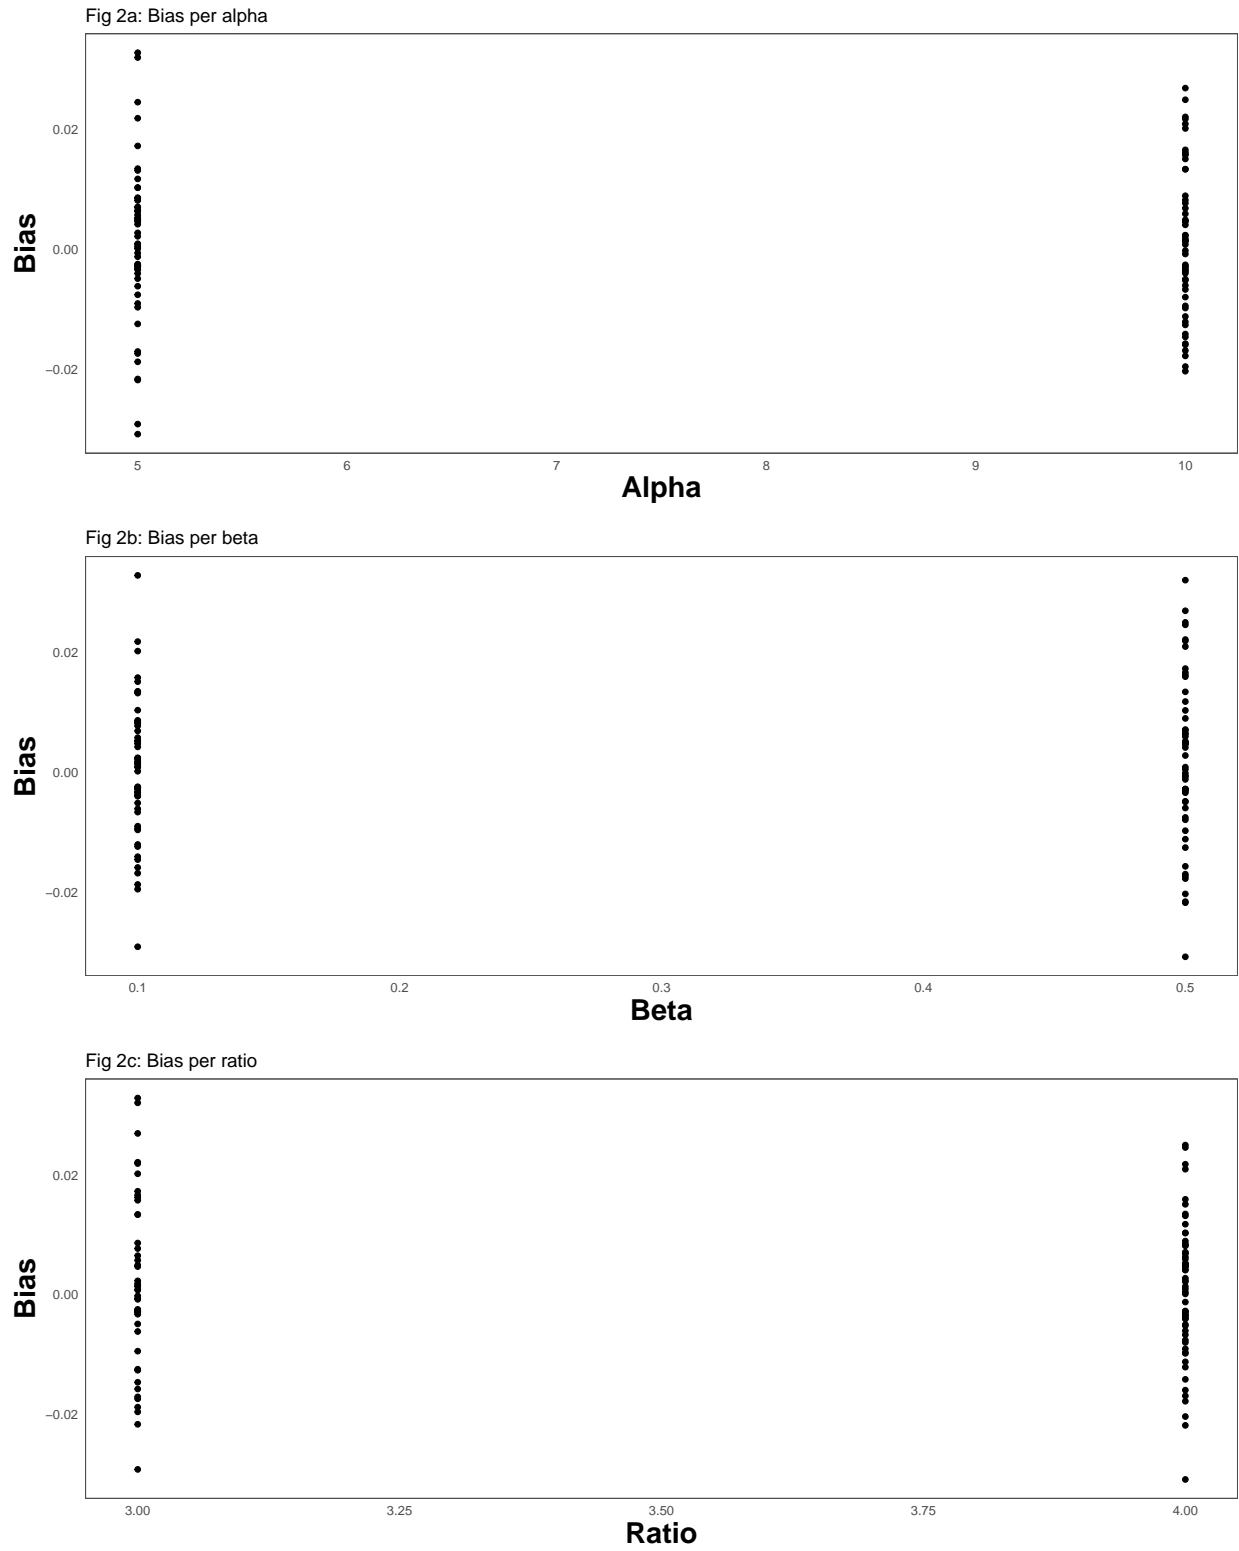 Fig 2a: Bias per alpha
Bias
0.02
0.00
−0.02
5 6 7 8 9 10
Alpha
Fig 2b: Bias per beta
Bias
0.02
0.00
−0.02
0.1 0.2 0.3 0.4 0.5
Beta
Fig 2c: Bias per ratio
Bias
0.02
0.00
−0.02
3.00 3.25 3.50 3.75 4.00
Ratio